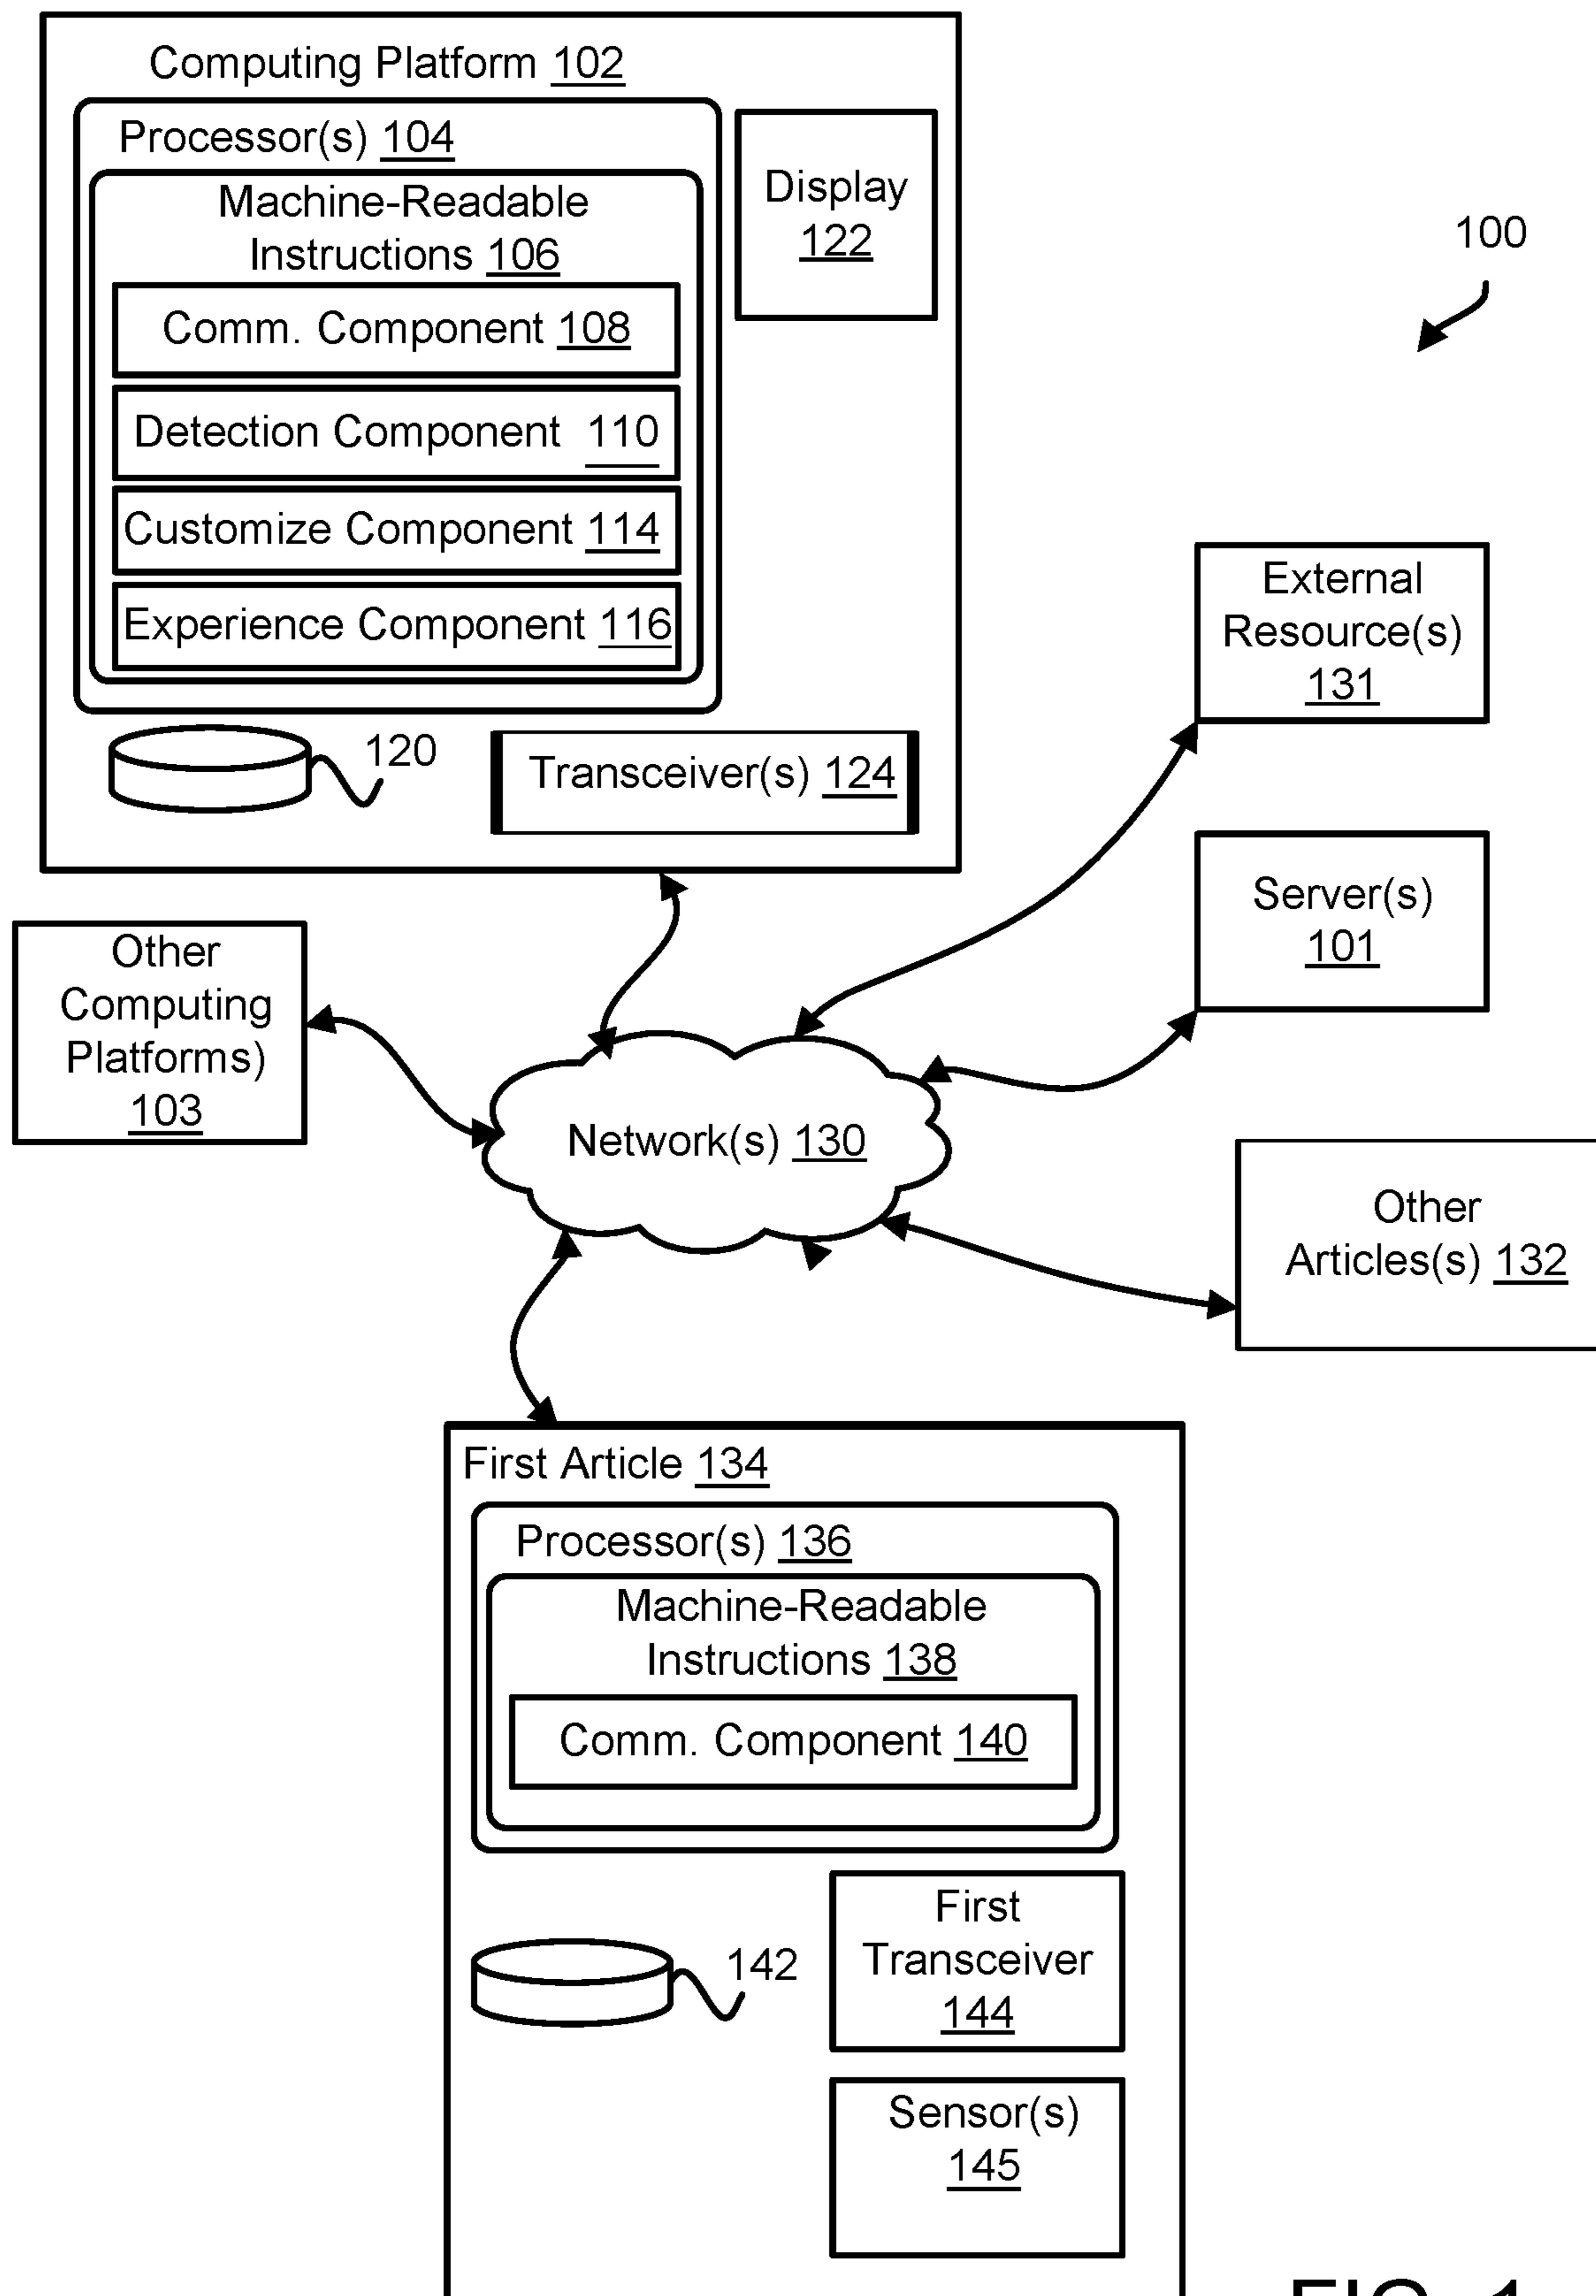 Computing Platform 102
Processor(s) 104
Machine-Readable
Instructions 106
Comm. Component 108
Detection Component 110
Customize Component 114
Experience Component 116
Display
122
120
Transceiver(s) 124
100
External
Resource(s)
131
Server(s)
101
Other
Computing
Platforms)
103
Network(s) 130
Other
Articles(s) 132
First Article 134
Processor(s) 136
Machine-Readable
Instructions 138
Comm. Component 140
142
First
Transceiver
144
Sensor(s)
145
FIG. 1